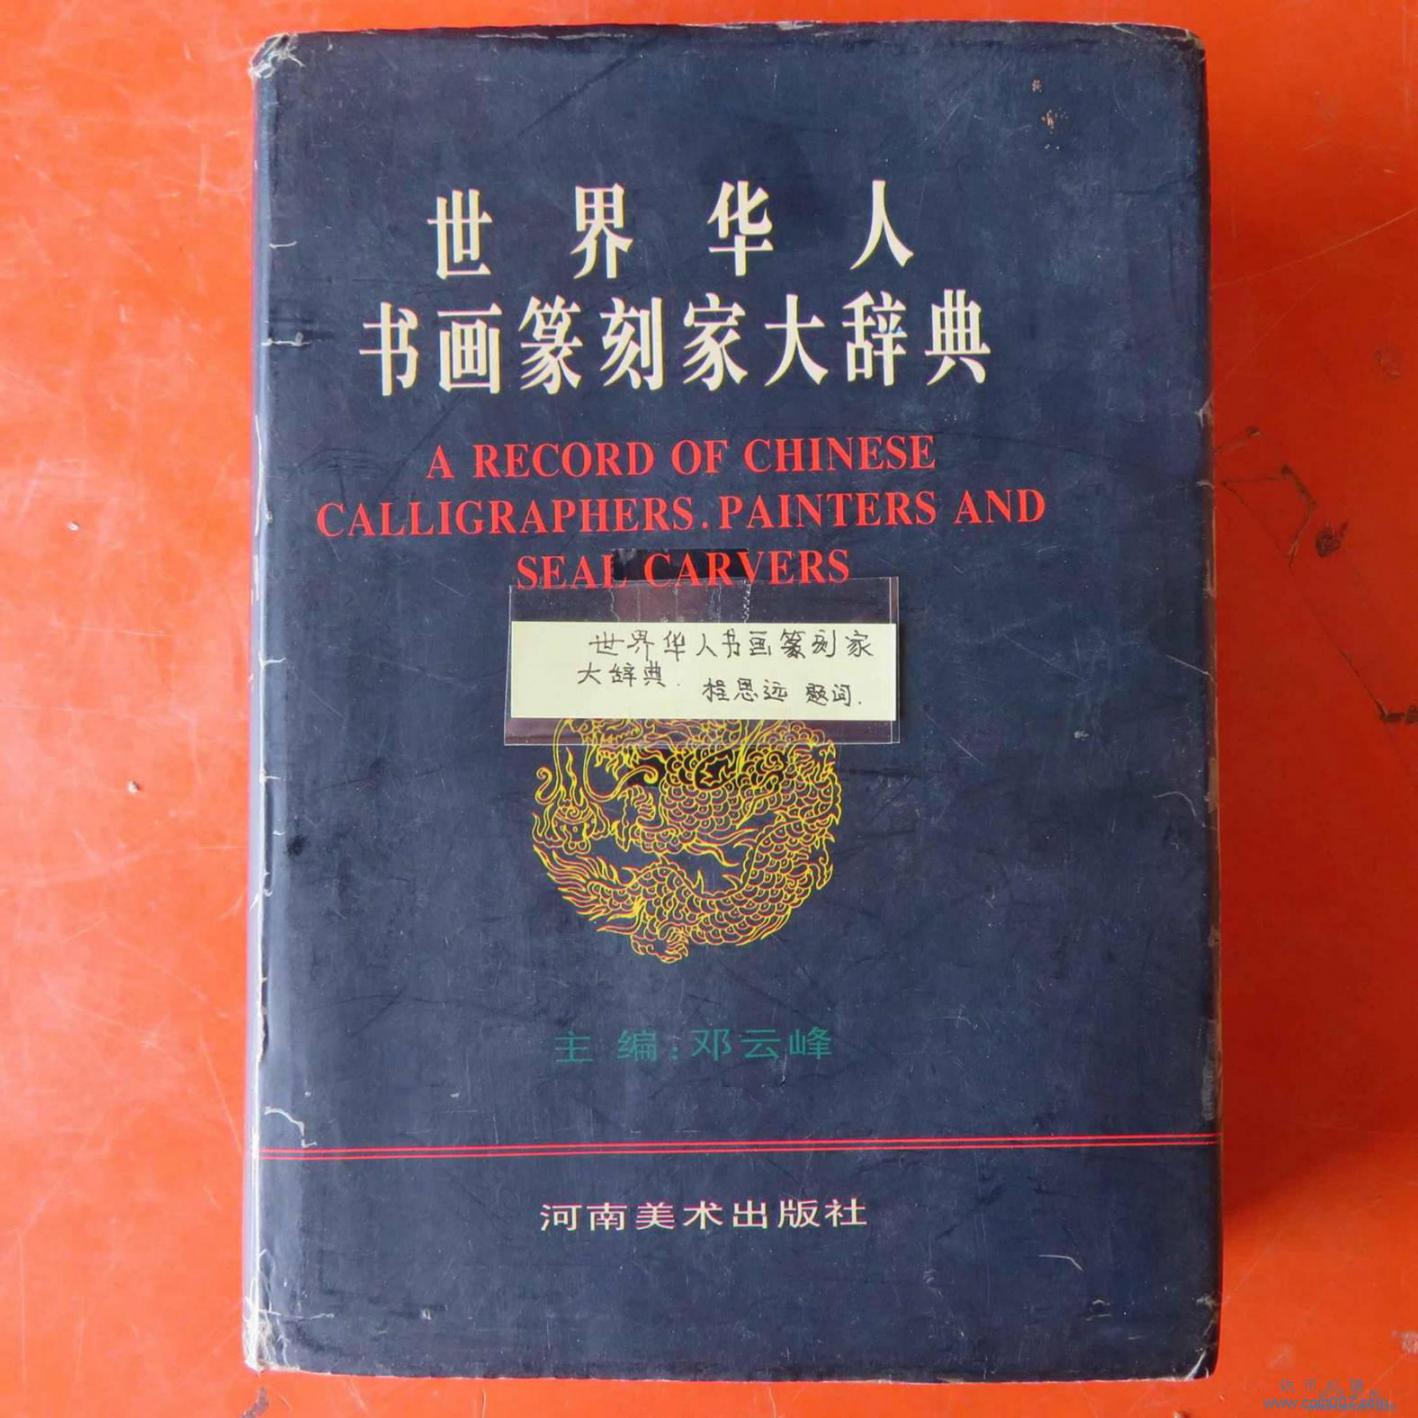 世界华人
书画篆刻家大辞典
A RECORD OF CHINESE
CALLIGRAPHERS. PAINTERS AND
SEAL CARVERS
世界华人书画篆刻家
大辞典. 程思远 题词.
主 编:邓云峰
河南美术出版社